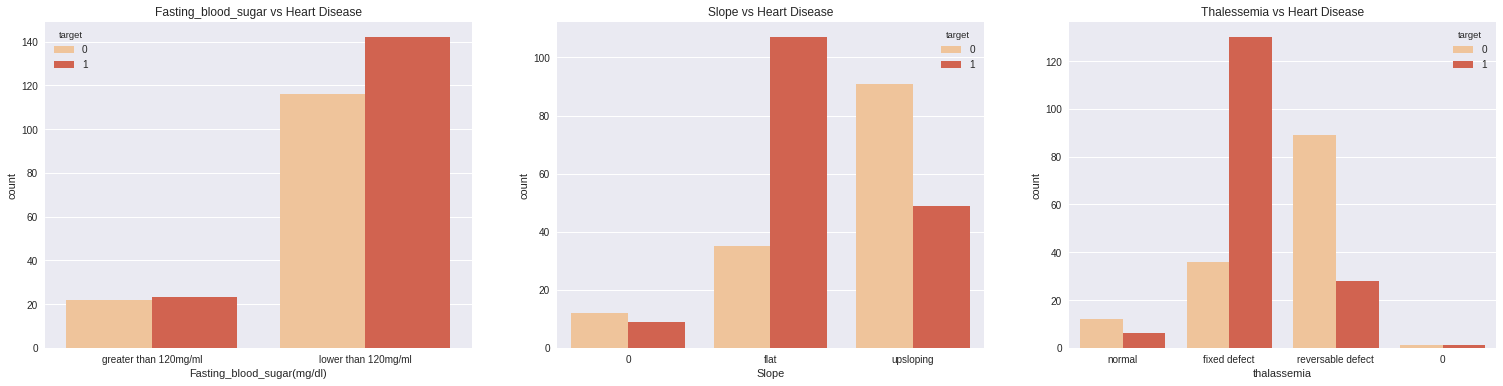 Fasting_blood_sugar vs Heart Disease
target
0
1
140
120
100
80
60
40
20
0
count
greater than 120mg/ml
lower than 120mg/ml
Fasting_blood_sugar(mg/dl)
Slope vs Heart Disease
target
0
1
100
80
60
40
20
0
count
0
flat
upsloping
Slope
Thalessemia vs Heart Disease
target
0
1
120
100
80
60
40
20
0
count
normal
fixed defect
reversable defect
0
thalassemia